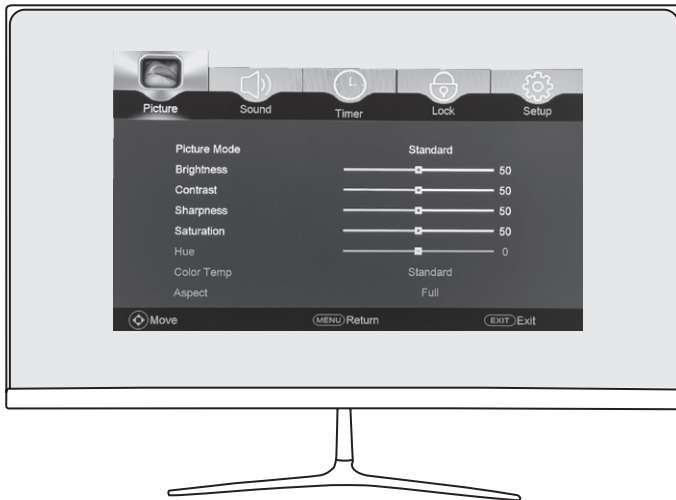 Picture Sound Timer Lock Setup
Picture Mode Standard
Brightness 50
Contrast 50
Sharpness 50
Saturation 50
Hue 0
Color Temp Standard
Aspect Full
Move MENU Return EXIT Exit